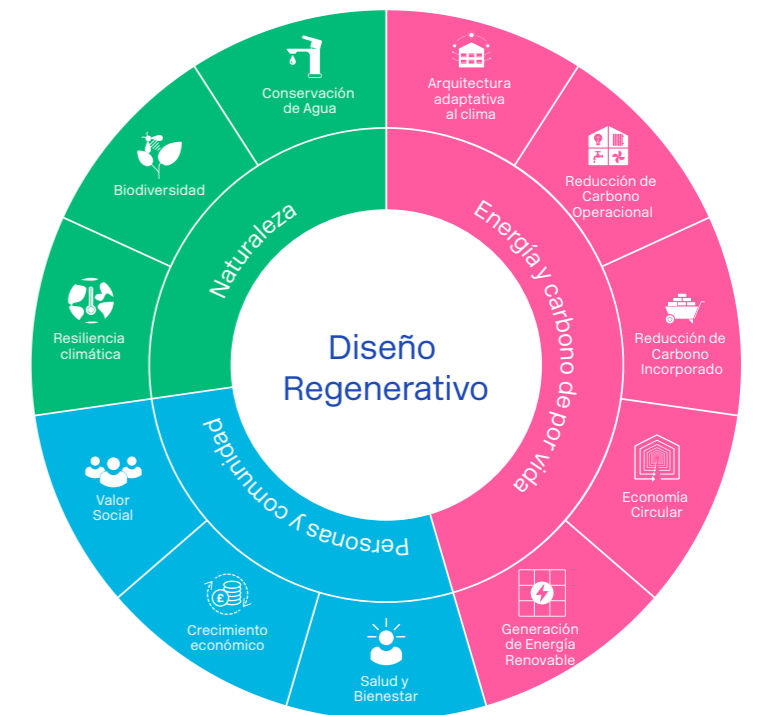 Diseño
Regenerativo
Energía y carbono de por vida
Arquitectura
adaptativa
al clima
Reducción de
Carbono
Operacional
Reducción de
Carbono
Incorporado
Economía
Circular
Generación
de Energía
Renovable
Personas y comunidad
Salud y
Bienestar
Crecimiento
económico
£
Valor
Social
Naturaleza
Resiliencia
climática
Biodiversidad
Conservación
de Agua